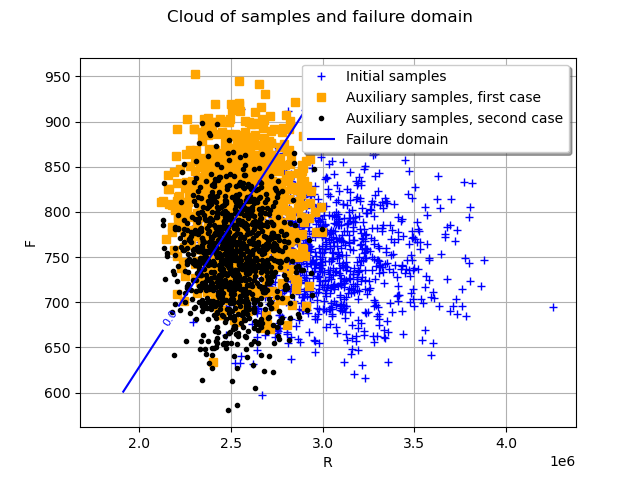 Cloud of samples and failure domain
Initial samples
Auxiliary samples, first case
Auxiliary samples, second case
Failure domain
950
900
850
800
750
700
650
600
F
2.0
2.5
3.0
3.5
4.0
1e6
R